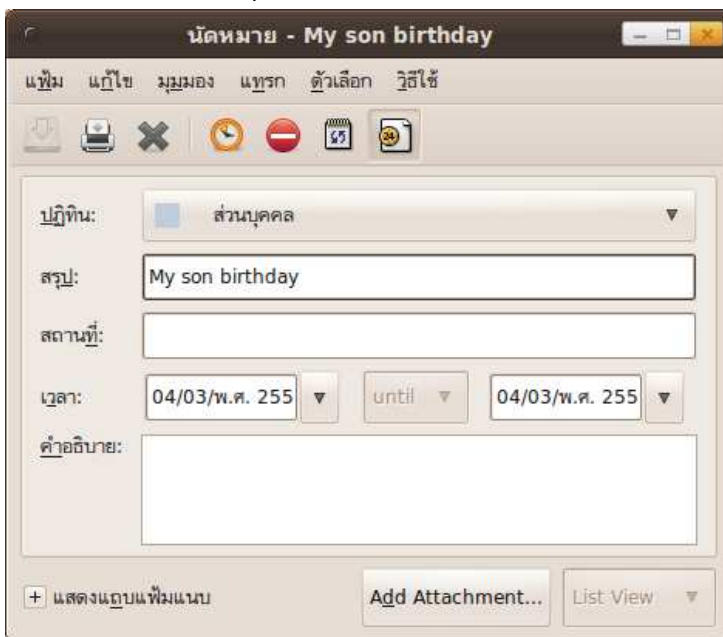 นัดหมาย - My son birthday
แฟ้ม แก้ไข มุมมอง แทรก ตัวเลือก วิธีใช้
24
ปฏิทิน: ส่วนบุคคล
สรุป: My son birthday
สถานที่:
เวลา: 04/03/พ.ศ. 255 until 04/03/พ.ศ. 255
คำอธิบาย:
+ แสดงแถบแฟ้มแนบ Add Attachment... List View